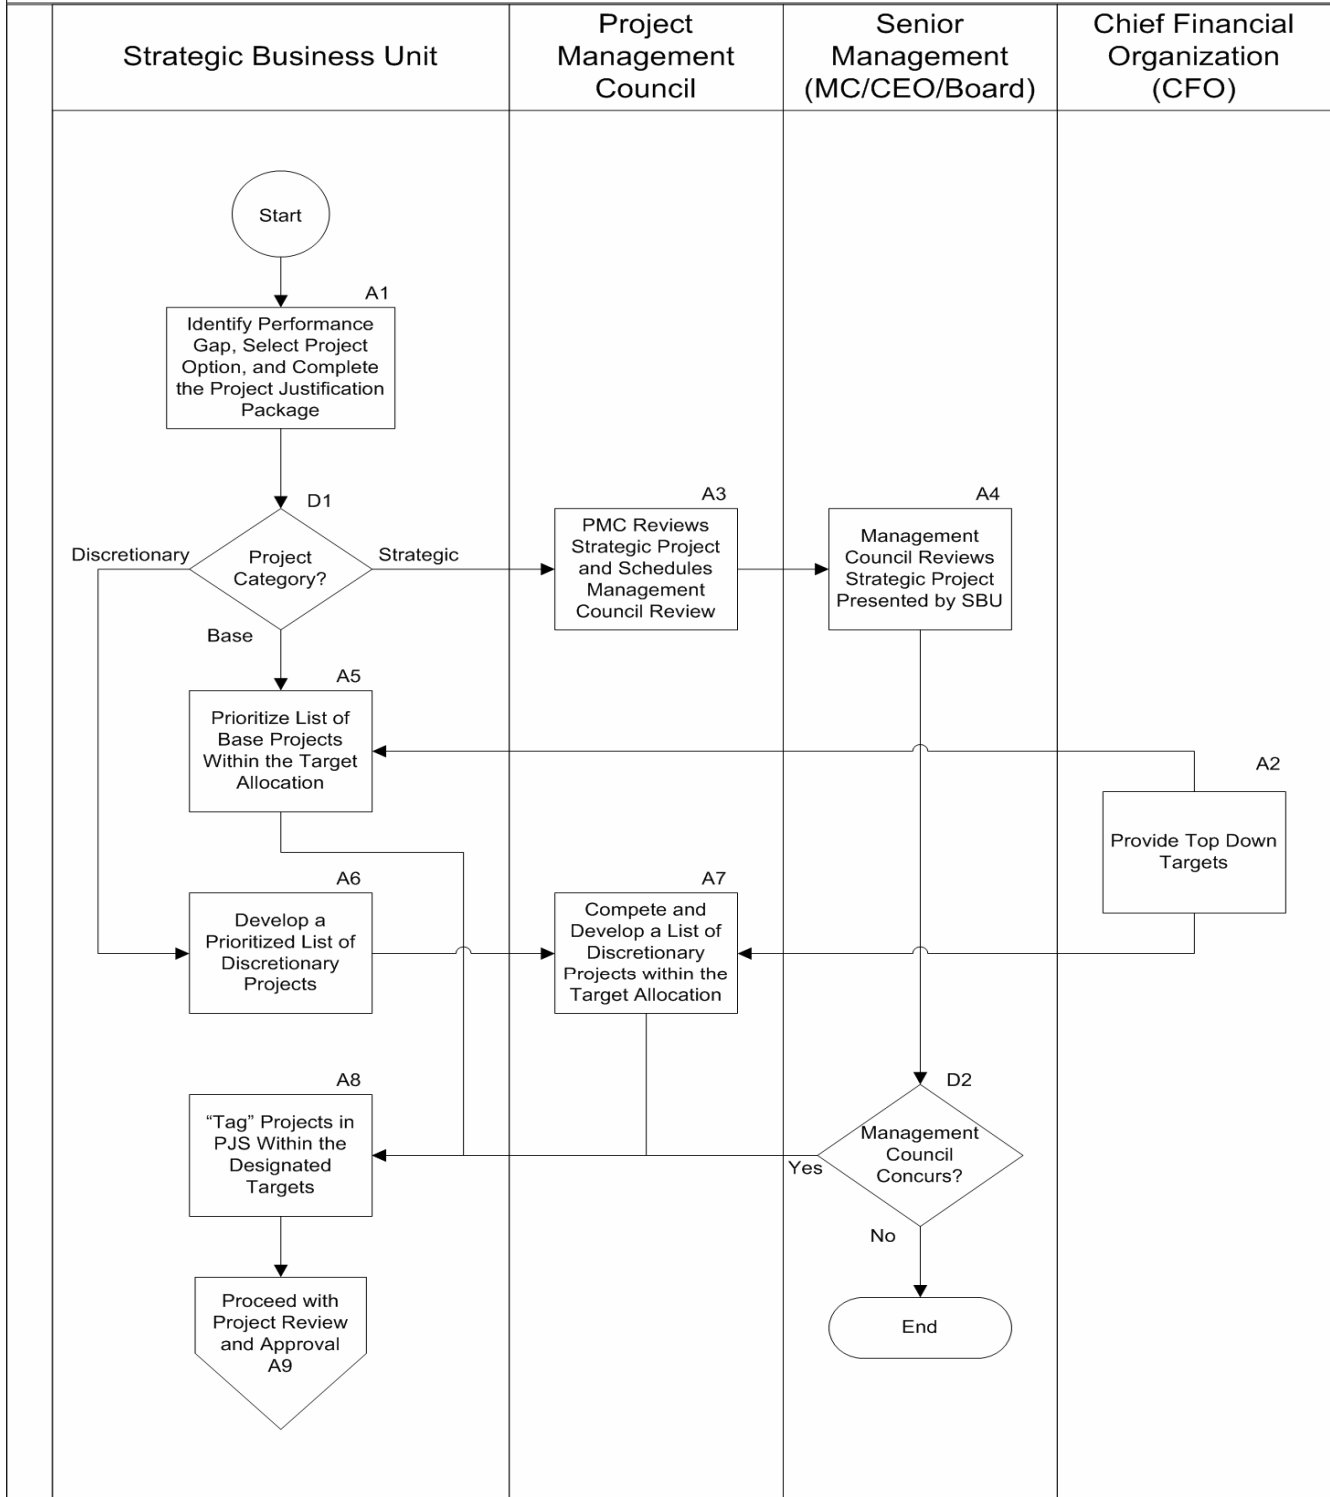 Strategic Business Unit
Project
Management
Council
Senior
Management
(MC/CEO/Board)
Chief Financial
Organization
(CFO)
Start
A1
Identify Performance
Gap, Select Project
Option, and Complete
the Project Justification
Package
D1
Project
Category?
Discretionary
Strategic
Base
A3
PMC Reviews
Strategic Project
and Schedules
Management
Council Review
A4
Management
Council Reviews
Strategic Project
Presented by SBU
A5
Prioritize List of
Base Projects
Within the Target
Allocation
A2
Provide Top Down
Targets
A6
Develop a
Prioritized List of
Discretionary
Projects
A7
Compete and
Develop a List of
Discretionary
Projects within the
Target Allocation
A8
“Tag” Projects in
PJS Within the
Designated
Targets
D2
Management
Council
Concurs?
Yes
No
Proceed with
Project Review
and Approval
A9
End